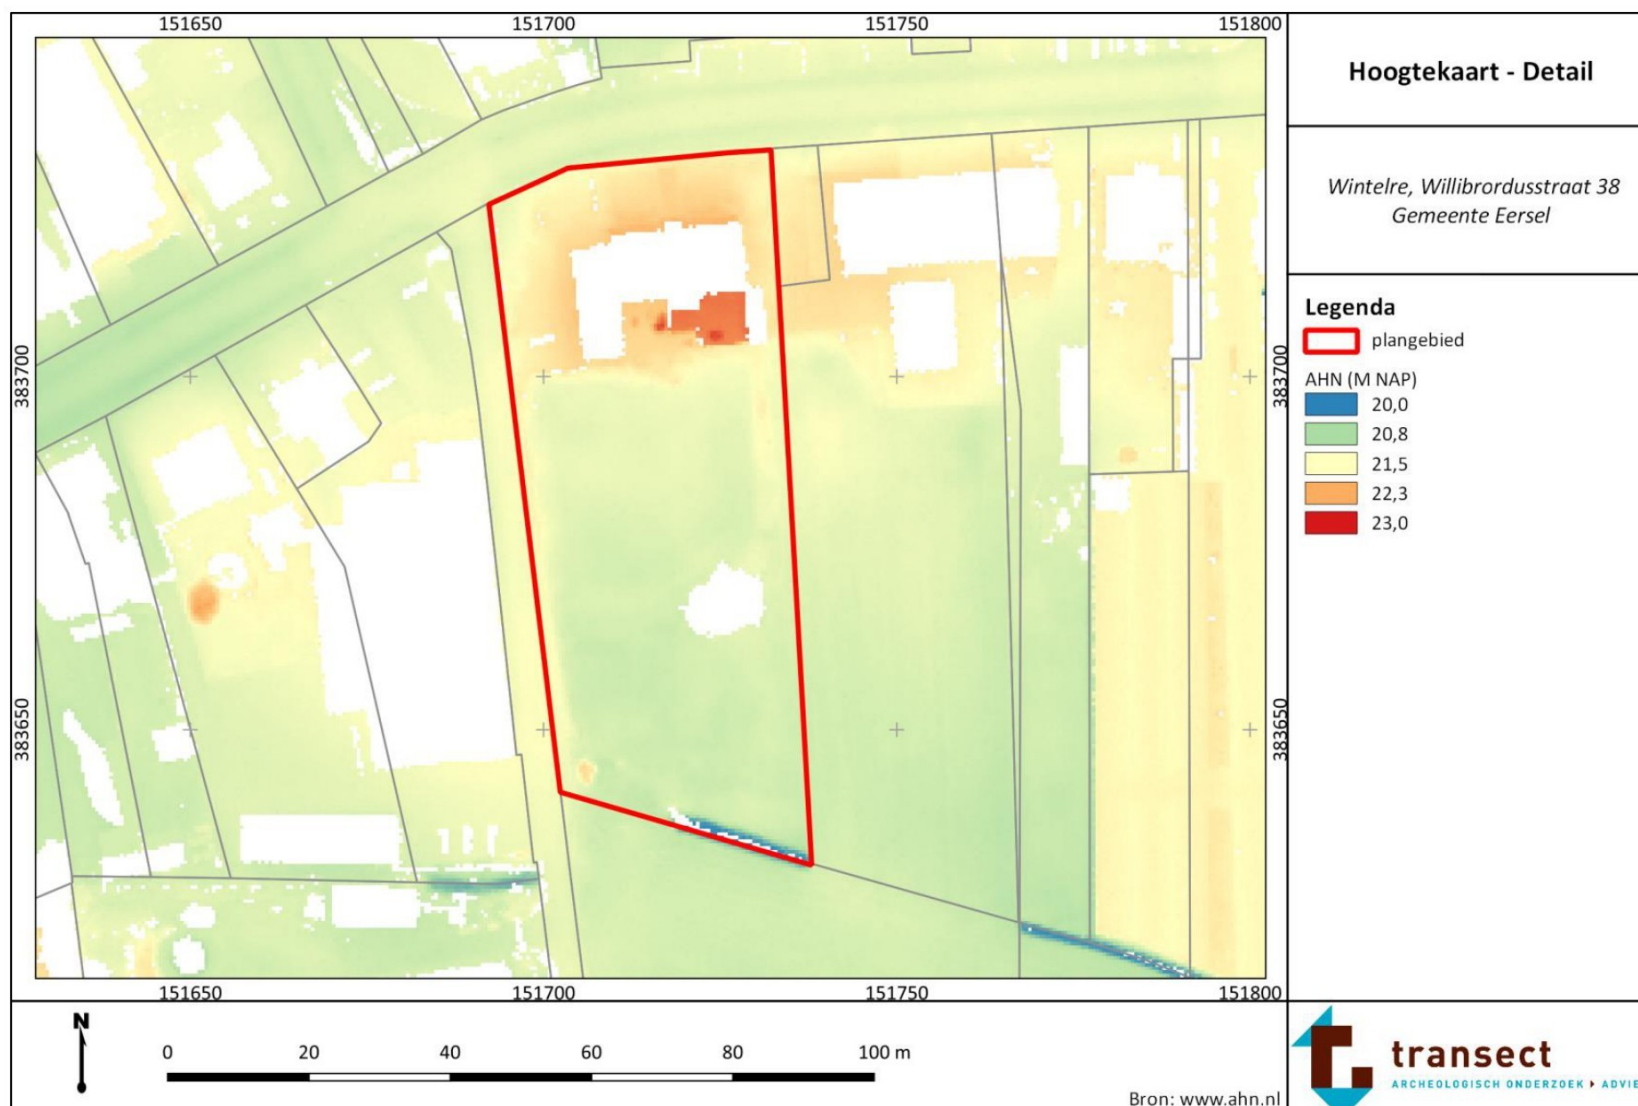 151650 151700 151750 151800
383700 383700
383650 383650
151650 151700 151750 151800
N
0 20 40 60 80 100 m
Bron: www.ahn.nl
Hoogtekaart - Detail
Wintelre, Willibrordusstraat 38
Gemeente Eersel
Legenda
plangebied
AHN (M NAP)
20,0
20,8
21,5
22,3
23,0
transect
ARCHEOLOGISCH ONDERZOEK ADVIE